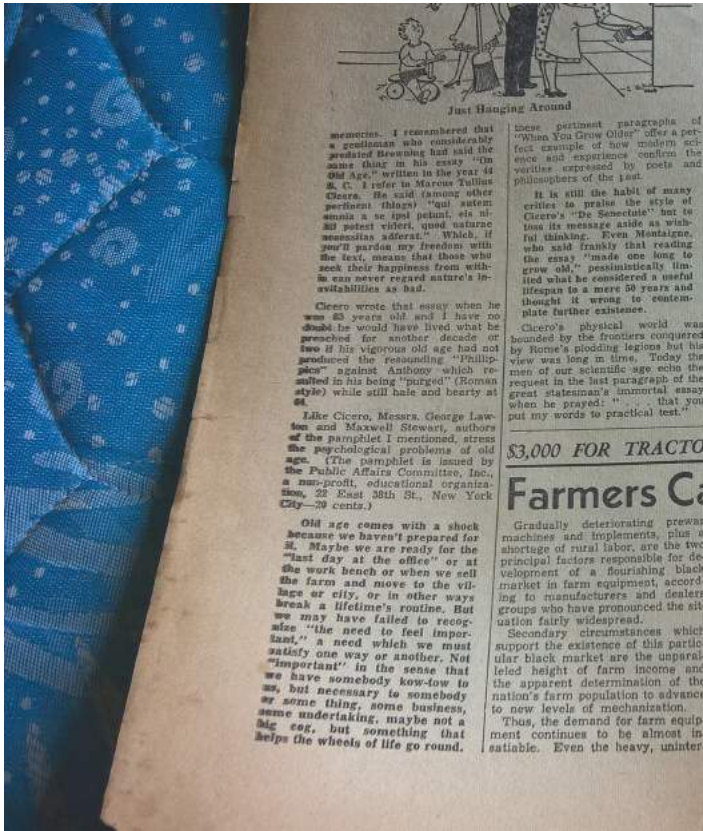 Just Hanging Around
memories. I remembered that
a gentleman who considerably
predated Browning had said the
same thing in his essay "On
Old Age," written in the year 44
B. C. I refer to Marcus Tullius
Cicero. He said (among other
pertinent things) "qui autem
omnia a se ipsi petunt, eis ni-
hil potest videri, quod naturae
necessitas adferat." Which, if
you'll pardon my freedom with
the text, means that those who
seek their happiness from with-
in can never regard nature's in-
evitabilities as bad.
Cicero wrote that essay when he
was 63 years old and I have no
doubt he would have lived what he
preached for another decade or
two if his vigorous old age had not
produced the resounding "Phillip-
pics" against Anthony which re-
sulted in his being "purged" (Roman
style) while still hale and hearty at
64.
Like Cicero, Messrs. George Law-
ton and Maxwell Stewart, authors
of the pamphlet I mentioned, stress
the psychological problems of old
age. (The pamphlet is issued by
the Public Affairs Committee, Inc.,
a non-profit, educational organiza-
tion, 22 East 38th St., New York
City—20 cents.)
Old age comes with a shock
because we haven't prepared for
it. Maybe we are ready for the
"last day at the office" or at
the work bench or when we sell
the farm and move to the vil-
lage or city, or in other ways
break a lifetime's routine. But
we may have failed to recog-
nize "the need to feel impor-
tant," a need which we must
satisfy one way or another. Not
"important" in the sense that
we have somebody kow-tow to
us, but necessary to somebody
or some thing, some business,
some undertaking, maybe not a
big cog, but something that
helps the wheels of life go round.
these pertinent paragraphs of
"When You Grow Older" offer a per-
fect example of how modern sci-
ence and experience confirm the
verities expressed by poets and
philosophers of the past.
It is still the habit of many
critics to praise the style of
Cicero's "De Senectute" but to
toss its message aside as wish-
ful thinking. Even Montaigne,
who said frankly that reading
the essay "made one long to
grow old," pessimistically lim-
ited what he considered a useful
lifespan to a mere 50 years and
thought it wrong to contem-
plate further existence.
Cicero's physical world was
bounded by the frontiers conquered
by Rome's plodding legions but his
view was long in time. Today the
men of our scientific age echo the
request in the last paragraph of the
great statesman's immortal essay
when he prayed: ". . . that you
put my words to practical test."
$3,000 FOR TRACTO
Farmers Ca
Gradually deteriorating prewar
machines and implements, plus a
shortage of rural labor, are the two
principal factors responsible for de-
velopment of a flourishing black
market in farm equipment, accord-
ing to manufacturers and dealers
groups who have pronounced the sit-
uation fairly widespread.
Secondary circumstances which
support the existence of this partic-
ular black market are the unparal-
leled height of farm income and
the apparent determination of the
nation's farm population to advance
to new levels of mechanization.
Thus, the demand for farm equip-
ment continues to be almost in-
satiable. Even the heavy, uninter-